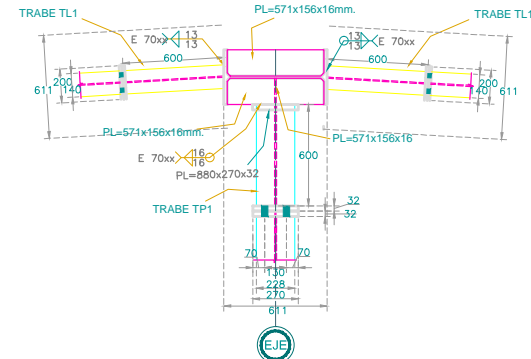 TRABE TL1
PL=571x156x16mm.
TRABE TL1
E 70xx
13
13
13
13
E 70xx
600
600
611
200
140
140
200
611
PL=571x156x16mm.
PL=571x156x16
E 70xx
16
16
PL=880x270x32
600
TRABE TP1
32
32
70
70
130
228
270
611
EJE